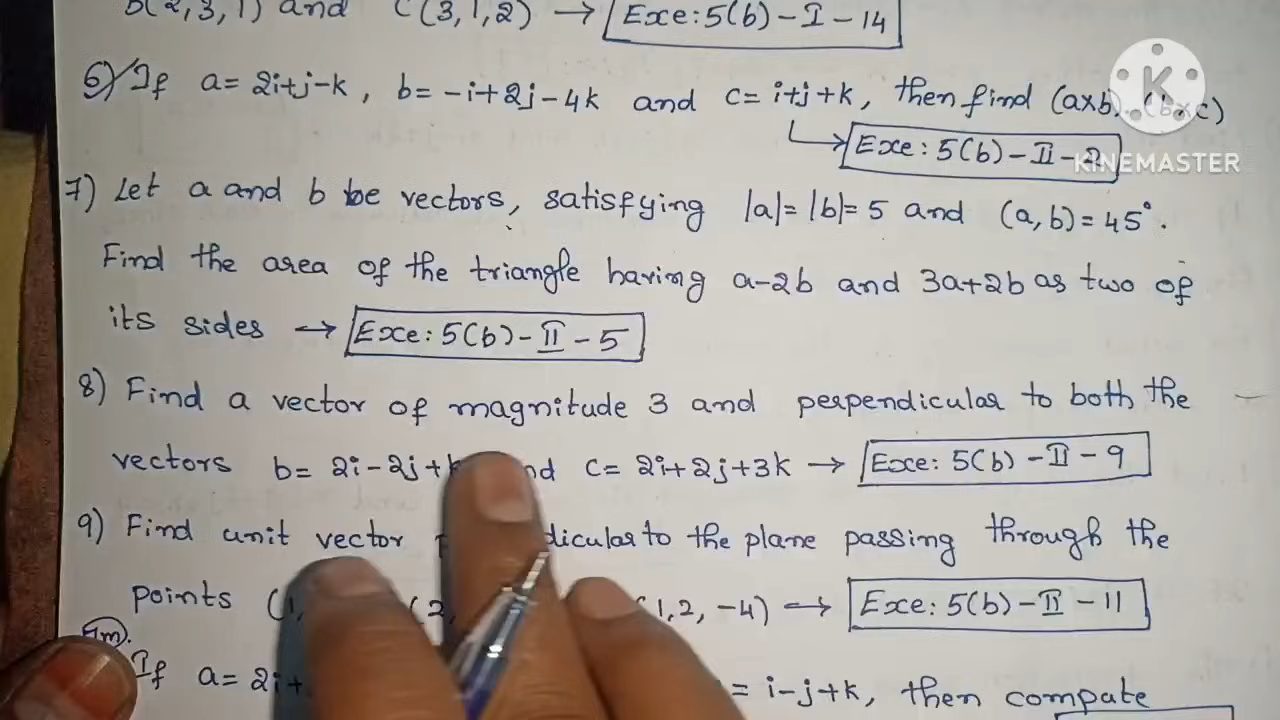 B(2,3,1) and C(3,1,2) → Exe: 5(b)-I-14
6) If a= 2i+j-k, b= -i+2j-4k and c= i+j+k, then find (a×b).(b×c)
K
Exe: 5(b)-II-2
KINEMASTER
7) Let a and b be vectors, satisfying |a|= |b|= 5 and (a,b)= 45°.
Find the area of the triangle having a-2b and 3a+2b as two of
its sides → Exe: 5(b)-II-5
8) Find a vector of magnitude 3 and perpendicular to both the
vectors b= 2i-2j+k and c= 2i+2j+3k → Exe: 5(b)-II-9
9) Find unit vector dicular to the plane passing through the
points (1, (2, 1,2,-4) → Exe: 5(b)-II-11
Im.
If a= 2i+ = i-j+k, then compute